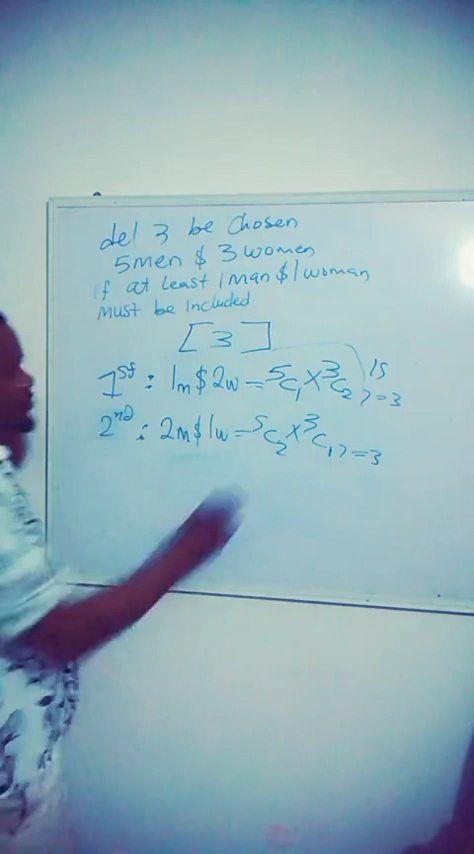 del 3 be chosen
5men $ 3 women
if at least 1man $ 1 woman
must be included
[3]
1st : 1m $ 2w = 5C1 X 3C2 >=3
15
2nd : 2m $ 1w = 5C2 X 3C1 >=3